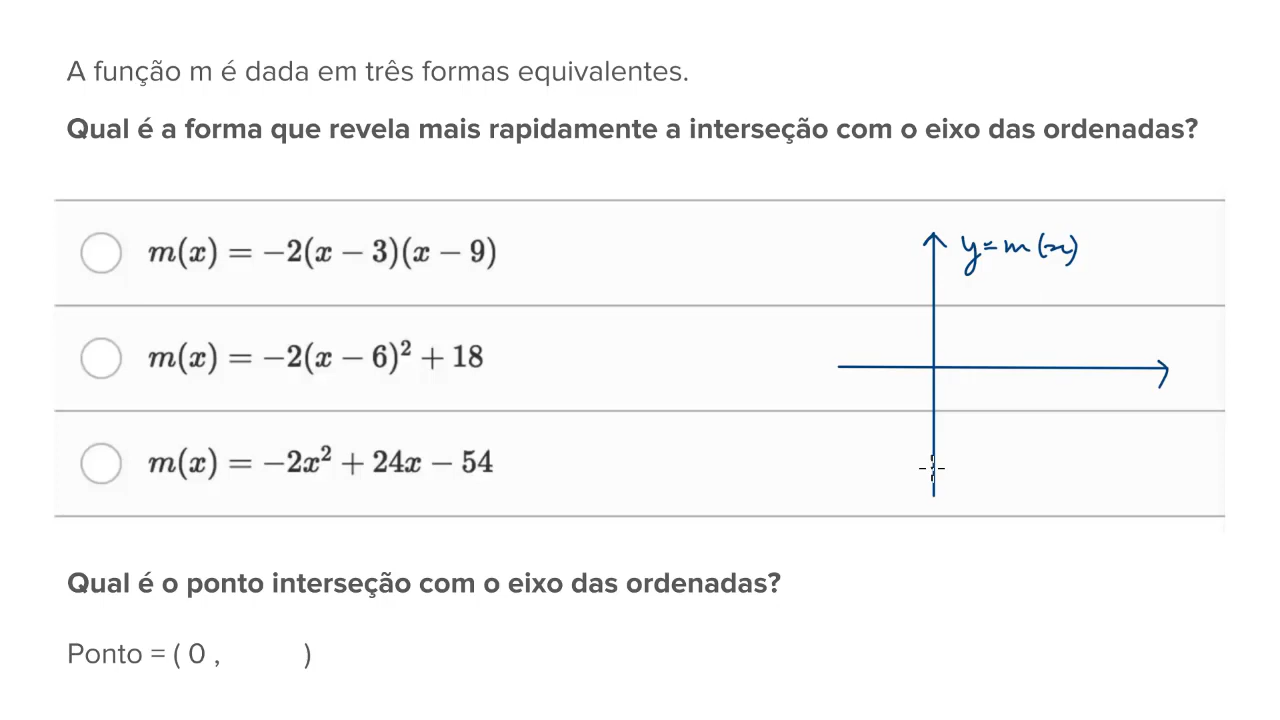 A função m é dada em três formas equivalentes.
Qual é a forma que revela mais rapidamente a interseção com o eixo das ordenadas?
m(x) = −2(x − 3)(x − 9)
y=m(x)
m(x) = −2(x − 6)² + 18
m(x) = −2x² + 24x − 54
Qual é o ponto interseção com o eixo das ordenadas?
Ponto = ( 0 , )